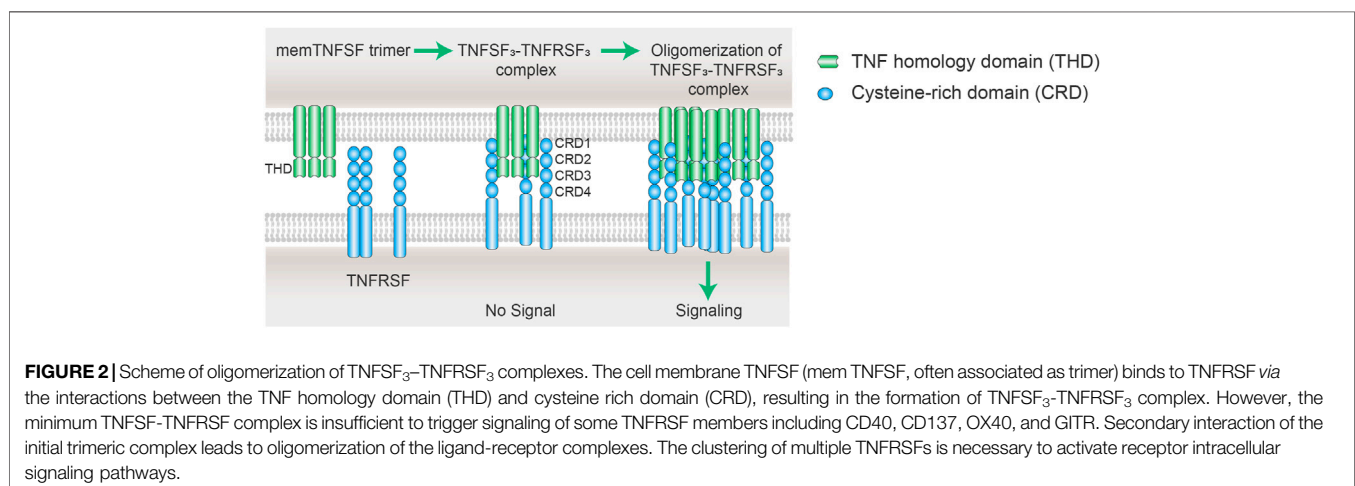 memTNFSF trimer
TNFSF₃-TNFRSF₃
complex
Oligomerization of
TNFSF₃-TNFRSF₃
complex
TNF homology domain (THD)
Cysteine-rich domain (CRD)
THD
CRD1
CRD2
CRD3
CRD4
TNFRSF
No Signal
Signaling
FIGURE 2 | Scheme of oligomerization of TNFSF₃–TNFRSF₃ complexes. The cell membrane TNFSF (mem TNFSF, often associated as trimer) binds to TNFRSF via
the interactions between the TNF homology domain (THD) and cysteine rich domain (CRD), resulting in the formation of TNFSF₃-TNFRSF₃ complex. However, the
minimum TNFSF-TNFRSF complex is insufficient to trigger signaling of some TNFRSF members including CD40, CD137, OX40, and GITR. Secondary interaction of the
initial trimeric complex leads to oligomerization of the ligand-receptor complexes. The clustering of multiple TNFRSFs is necessary to activate receptor intracellular
signaling pathways.